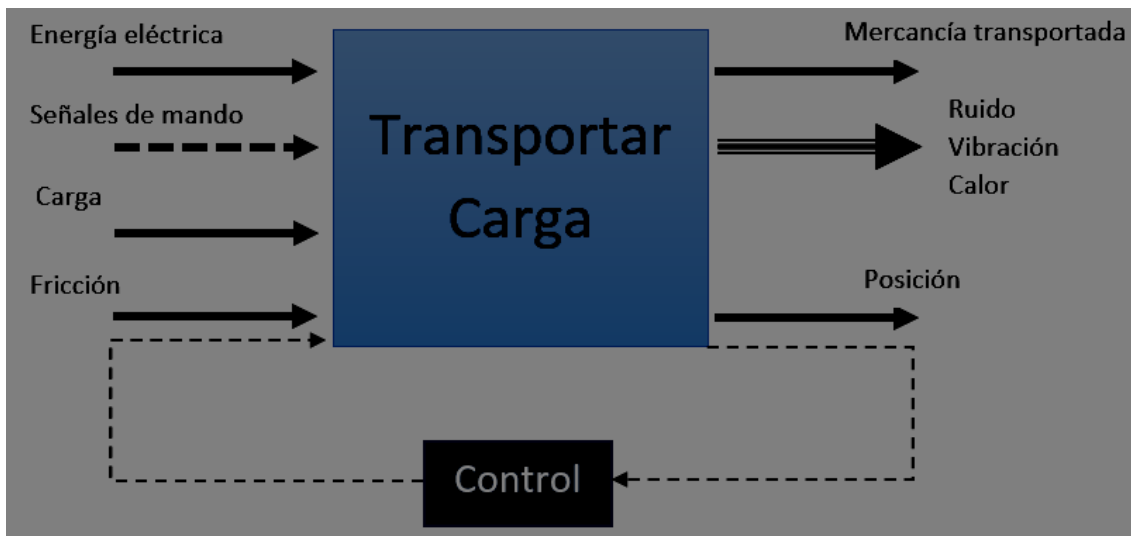 Energía eléctrica
Señales de mando
Carga
Fricción
Transportar
Carga
Mercancía transportada
Ruido
Vibración
Calor
Posición
Control